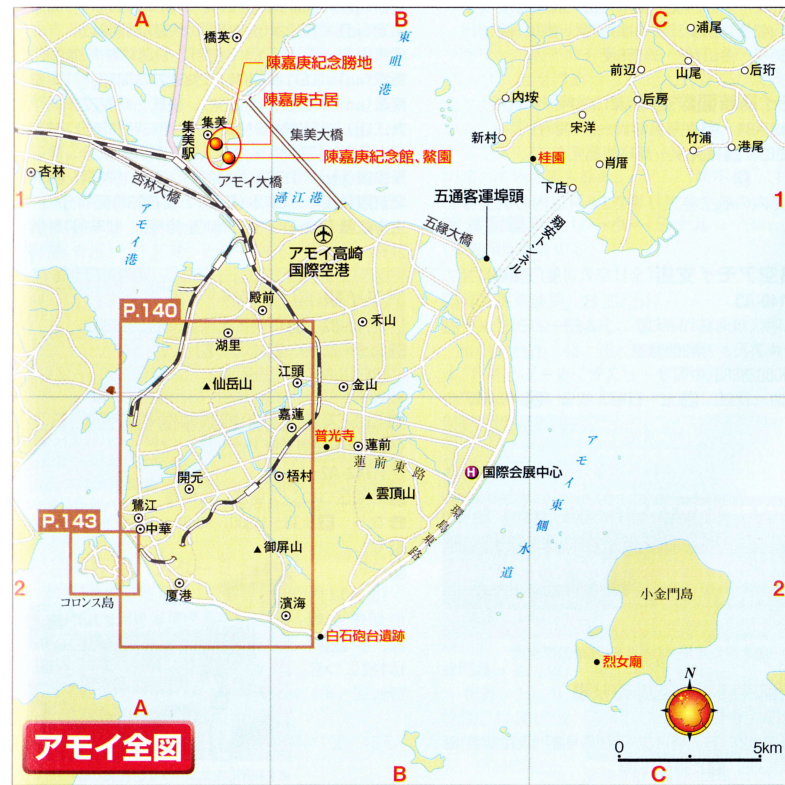 A
B
C
橋英
東咀港
浦尾
前辺
山尾
后珩
陳嘉庚紀念勝地
陳嘉庚古居
内垵
后房
集美
集美駅
集美大橋
宋洋
新村
竹浦
港尾
陳嘉庚紀念館、鰲園
桂園
肖厝
杏林
アモイ大橋
下店
1
杏林大橋
潯江港
五通客運埠頭
1
アモイ港
五縁大橋
翔安トンネル
アモイ高崎
国際空港
殿前
P.140
禾山
湖里
江頭
仙岳山
金山
嘉蓮
普光寺
蓮前
アモイ東側水道
蓮前東路
国際会展中心
H
梧村
開元
雲頂山
鷺江
P.143
中華
環島東路
御屏山
2
2
コロンス島
厦港
小金門島
濱海
白石砲台遺跡
烈女廟
N
A
アモイ全図
0
5km
B
C